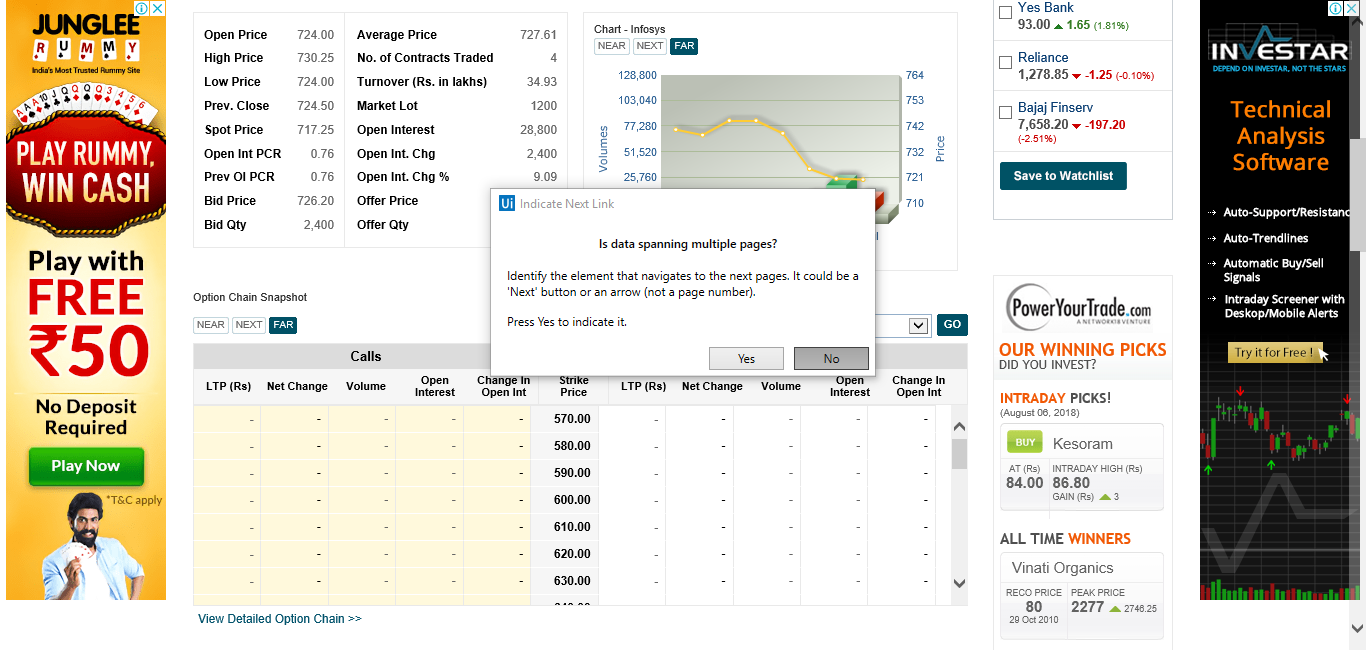 JUNGLEE
RUMMY
India's Most Trusted Rummy Site
PLAY RUMMY,
WIN CASH
Play with
FREE
₹50
No Deposit
Required
Play Now
*T&C apply
Open Price 724.00 Average Price 727.61
High Price 730.25 No. of Contracts Traded 4
Low Price 724.00 Turnover (Rs. in lakhs) 34.93
Prev. Close 724.50 Market Lot 1200
Spot Price 717.25 Open Interest 28,800
Open Int PCR 0.76 Open Int. Chg 2,400
Prev OI PCR 0.76 Open Int. Chg % 9.09
Bid Price 726.20 Offer Price
Bid Qty 2,400 Offer Qty
Chart - Infosys
NEAR NEXT FAR
128,800 764
103,040 753
77,280 742
51,520 732
25,760 721
710
Volumes
Price
Ui Indicate Next Link
Is data spanning multiple pages?
Identify the element that navigates to the next pages. It could be a
'Next' button or an arrow (not a page number).
Press Yes to indicate it.
Yes No
Option Chain Snapshot
NEAR NEXT FAR
GO
Calls
LTP (Rs) Net Change Volume Open Interest Change In Open Int Strike Price LTP (Rs) Net Change Volume Open Interest Change In Open Int
- - - - - 570.00 - - - - -
- - - - - 580.00 - - - - -
- - - - - 590.00 - - - - -
- - - - - 600.00 - - - - -
- - - - - 610.00 - - - - -
- - - - - 620.00 - - - - -
- - - - - 630.00 - - - - -
View Detailed Option Chain >>
Yes Bank
93.00 1.65 (1.81%)
Reliance
1,278.85 -1.25 (-0.10%)
Bajaj Finserv
7,658.20 -197.20
(-2.51%)
Save to Watchlist
PowerYourTrade.com
A NETWORK18 VENTURE
OUR WINNING PICKS
DID YOU INVEST?
INTRADAY PICKS!
(August 06, 2018)
BUY Kesoram
AT (Rs) INTRADAY HIGH (Rs)
84.00 86.80
GAIN (Rs) 3
ALL TIME WINNERS
Vinati Organics
RECO PRICE PEAK PRICE
80 2277 2746.25
29 Oct 2010
INVESTAR
DEPEND ON INVESTAR, NOT THE STARS
Technical
Analysis
Software
Auto-Support/Resistanc
Auto-Trendlines
Automatic Buy/Sell
Signals
Intraday Screener with
Deskop/Mobile Alerts
Try it for Free !